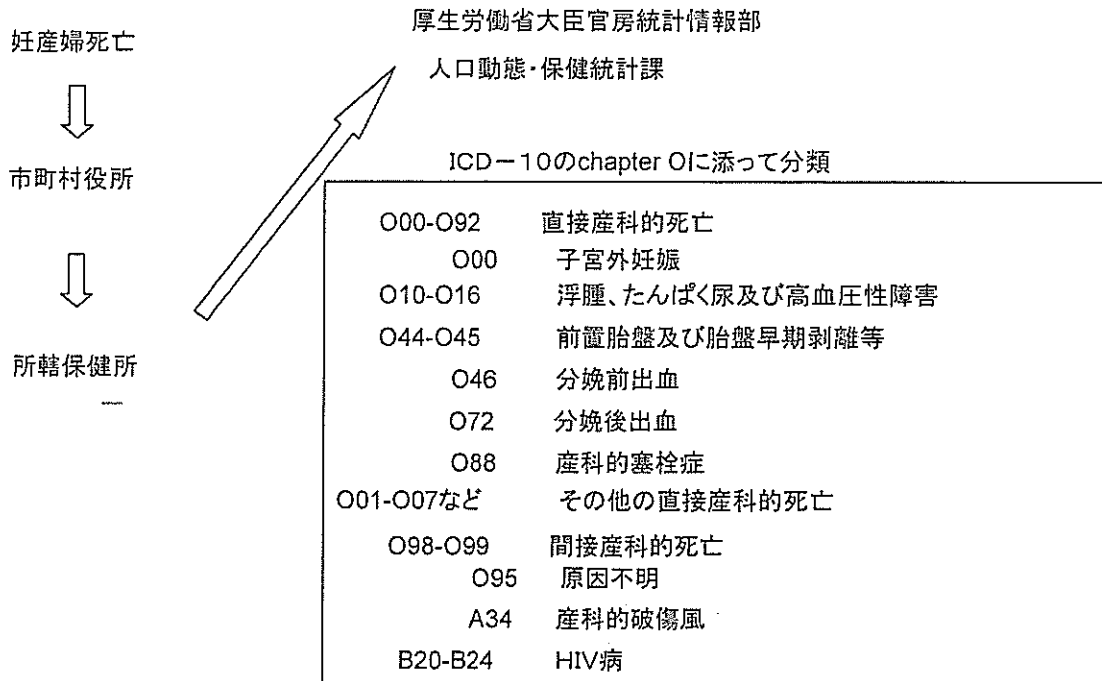 妊産婦死亡
市町村役所
所轄保健所
厚生労働省大臣官房統計情報部
人口動態・保健統計課
ICD－10のchapter Oに添って分類
O00-O92 直接産科的死亡
O00 子宮外妊娠
O10-O16 浮腫、たんぱく尿及び高血圧性障害
O44-O45 前置胎盤及び胎盤早期剥離等
O46 分娩前出血
O72 分娩後出血
O88 産科的塞栓症
O01-O07など その他の直接産科的死亡
O98-O99 間接産科的死亡
O95 原因不明
A34 産科的破傷風
B20-B24 HIV病